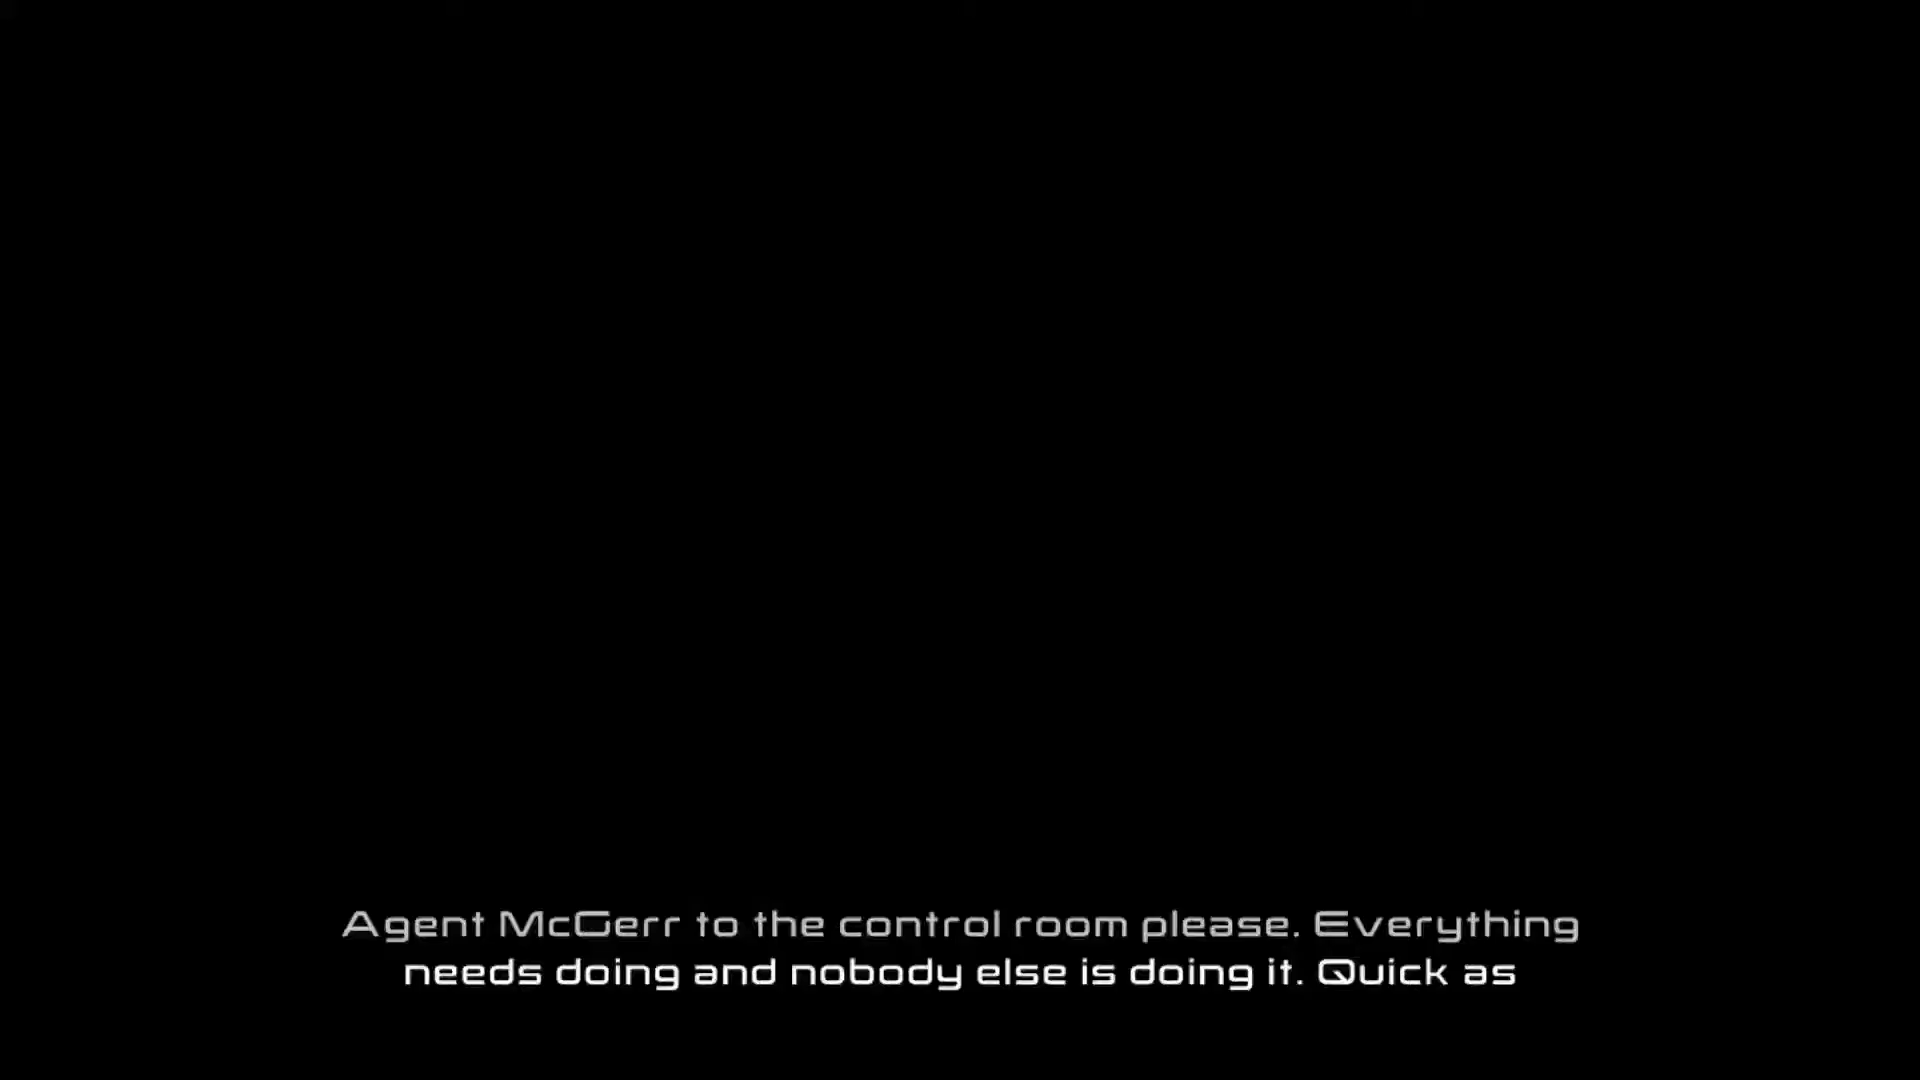 Agent McGerr to the control room please. Everything
needs doing and nobody else is doing it. Quick as